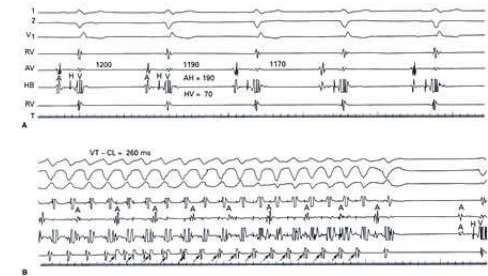 1
2
V1
RV
AV 1200 1190 1170
A H V A H V AH = 190
HB
HV = 70
RV
T
A
VT – CL = 260 ms
A A A A A A A A A
A H V
B